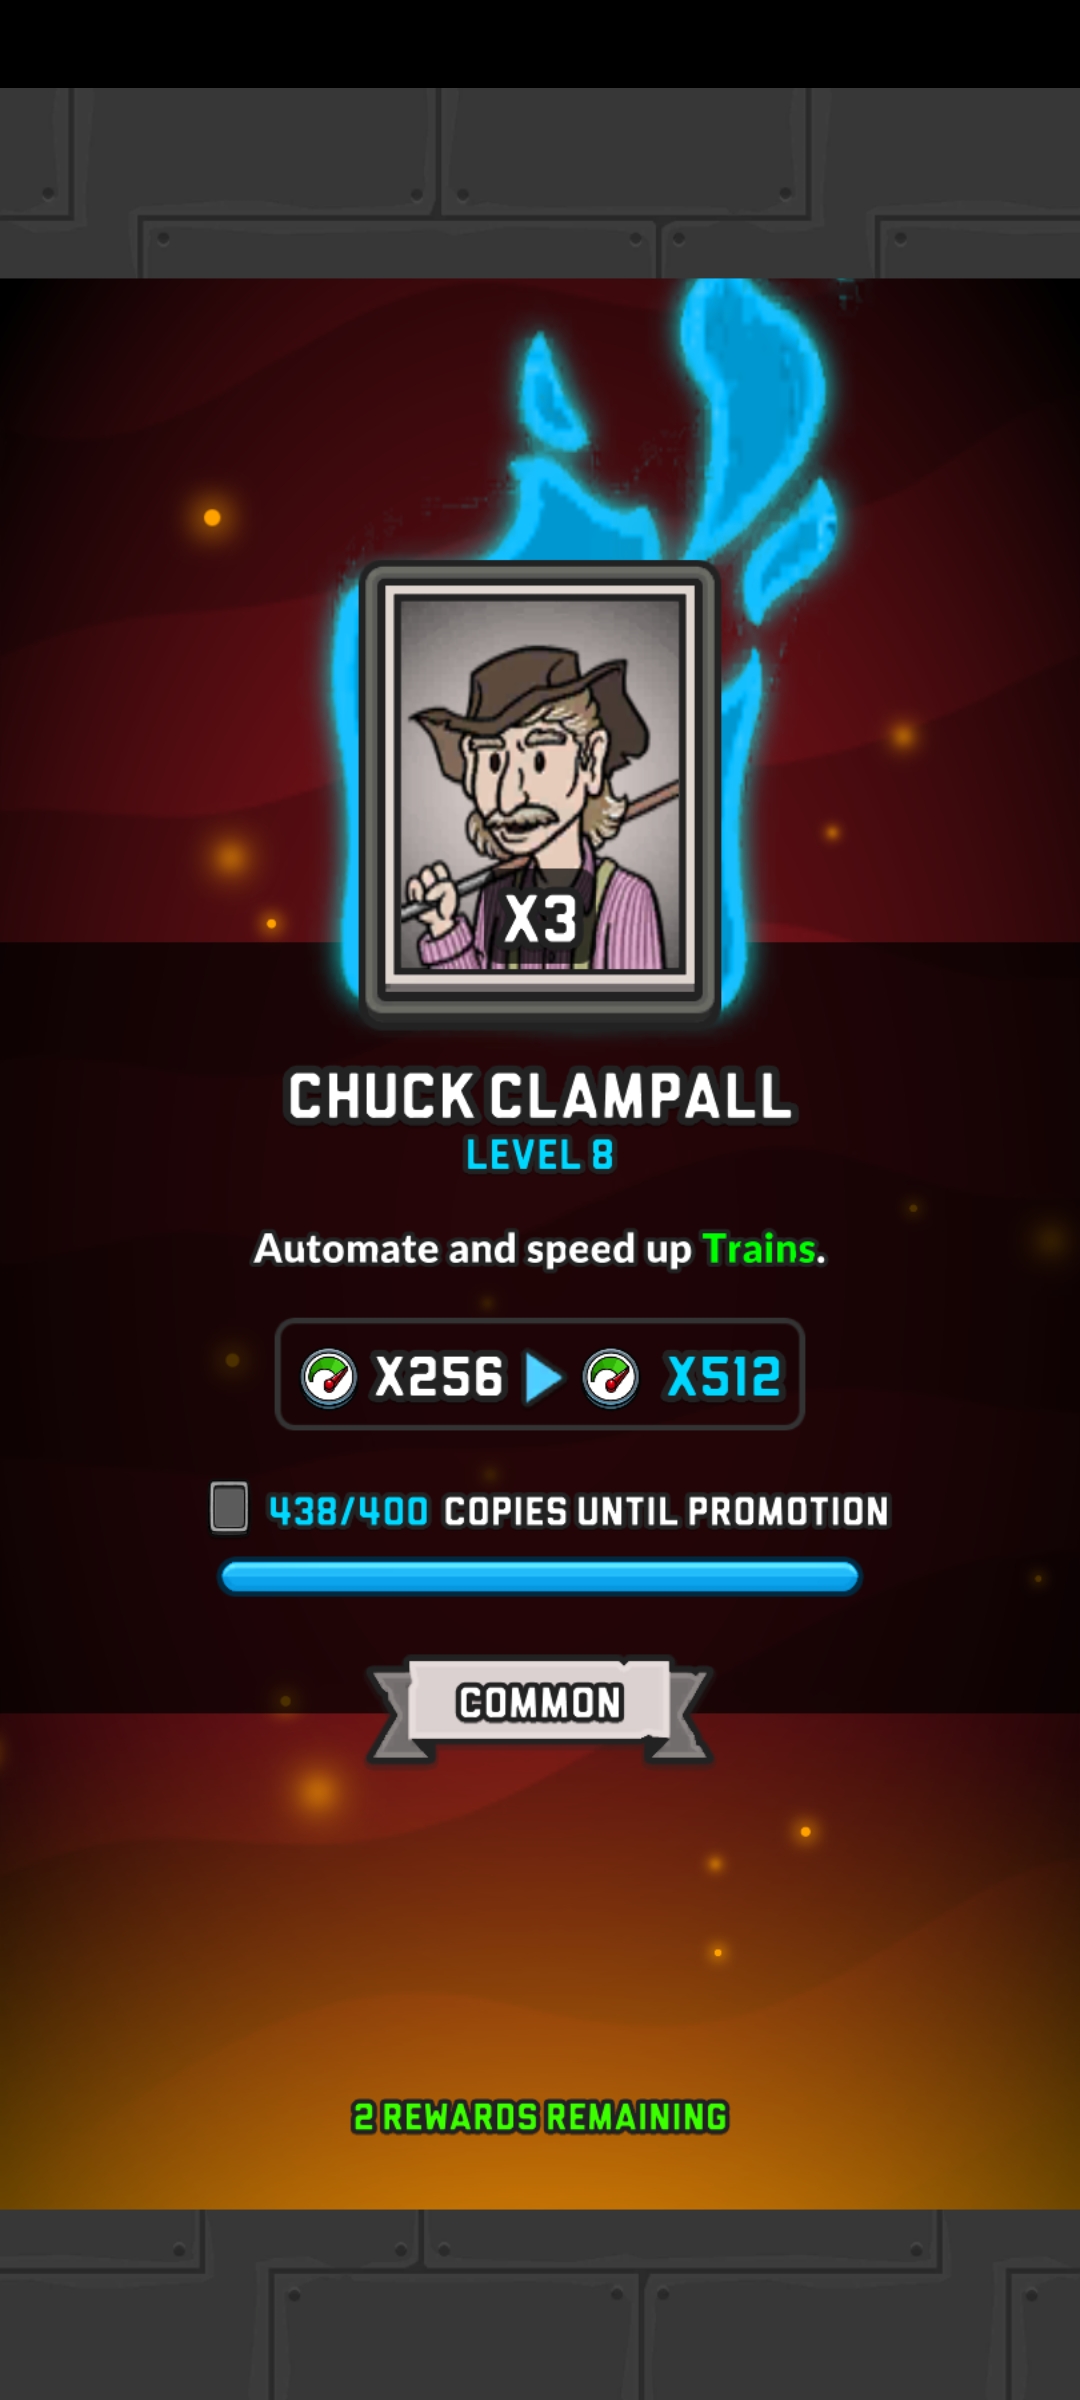 X3
CHUCK CLAMPALL
LEVEL 8
Automate and speed up Trains.
X256 X512
438/400 COPIES UNTIL PROMOTION
COMMON
2 REWARDS REMAINING